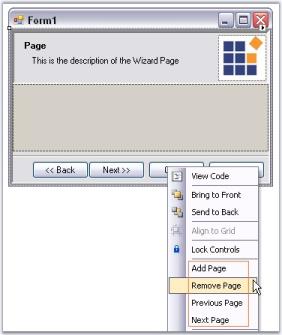 Form1
Page
This is the description of the Wizard Page
<< Back
Next >>
View Code
Bring to Front
Send to Back
Align to Grid
Lock Controls
Add Page
Remove Page
Previous Page
Next Page